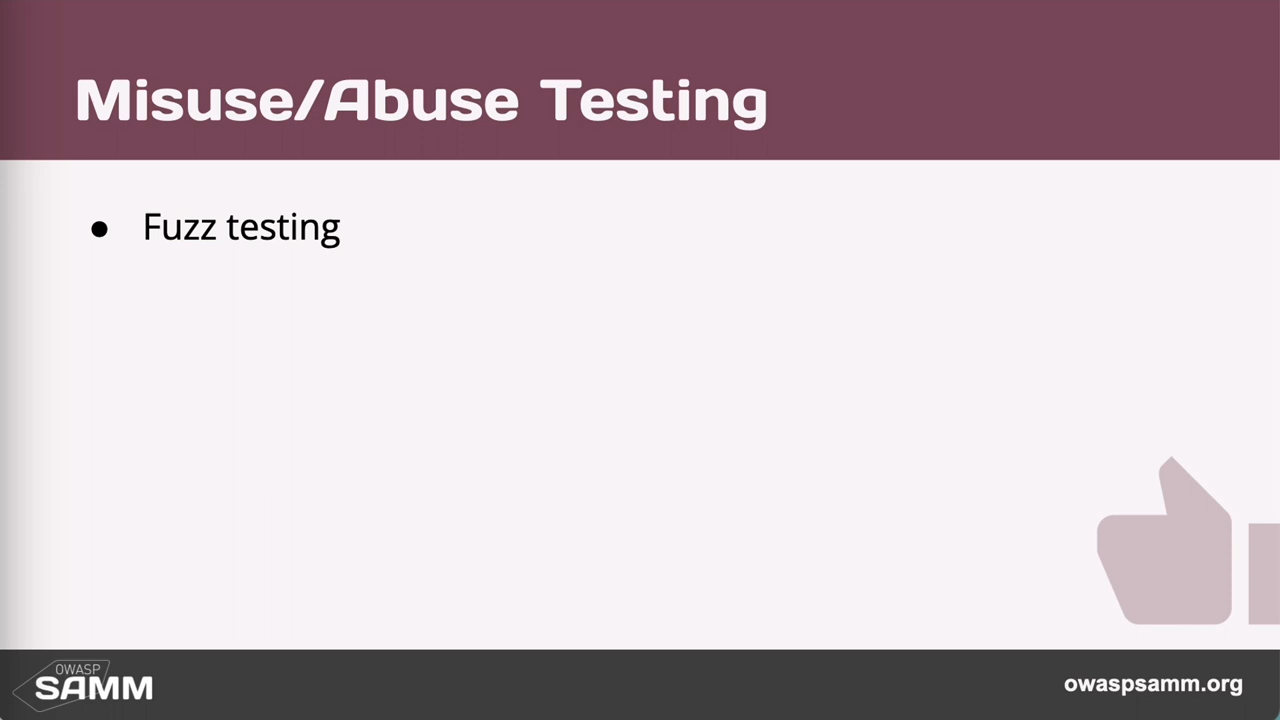 Misuse/Abuse Testing
● Fuzz testing
OWASP
SAMM
owaspsamm.org